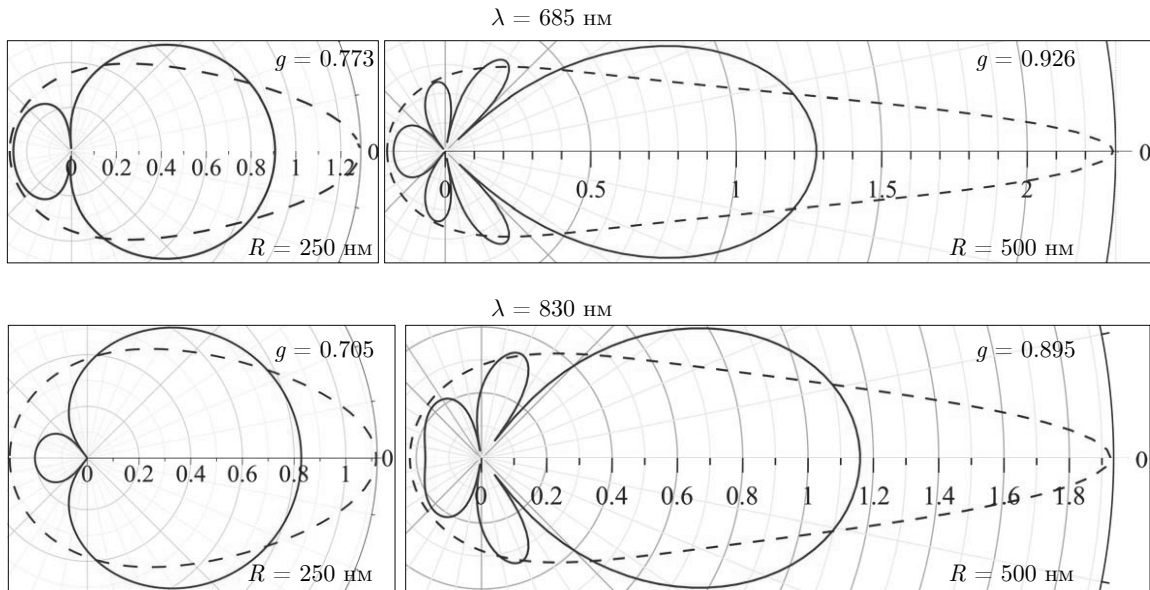 λ = 685 нм
g = 0.773
0 0.2 0.4 0.6 0.8 1 1.2 0
R = 250 нм
g = 0.926
0 0.5 1 1.5 2 0
R = 500 нм
λ = 830 нм
g = 0.705
0 0.2 0.4 0.6 0.8 1 0
R = 250 нм
g = 0.895
0
0 0.2 0.4 0.6 0.8 1 1.2 1.4 1.6 1.8
R = 500 нм